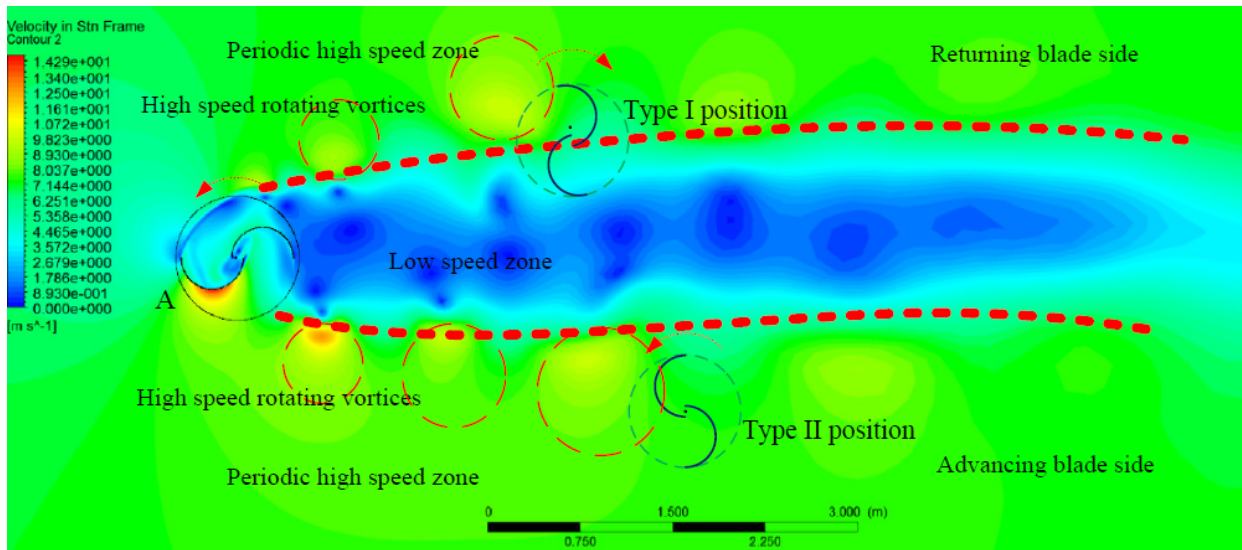 Velocity in Stn Frame
Contour 2
1.429e+001
1.340e+001
1.250e+001
1.161e+001
1.072e+001
9.823e+000
8.930e+000
8.037e+000
7.144e+000
6.251e+000
5.358e+000
4.465e+000
3.572e+000
2.679e+000
1.786e+000
8.930e-001
0.000e+000
[m s^-1]
Periodic high speed zone
Returning blade side
High speed rotating vortices
Type I position
Low speed zone
A
High speed rotating vortices
Type II position
Periodic high speed zone
Advancing blade side
0 1.500 3.000 (m)
0.750 2.250